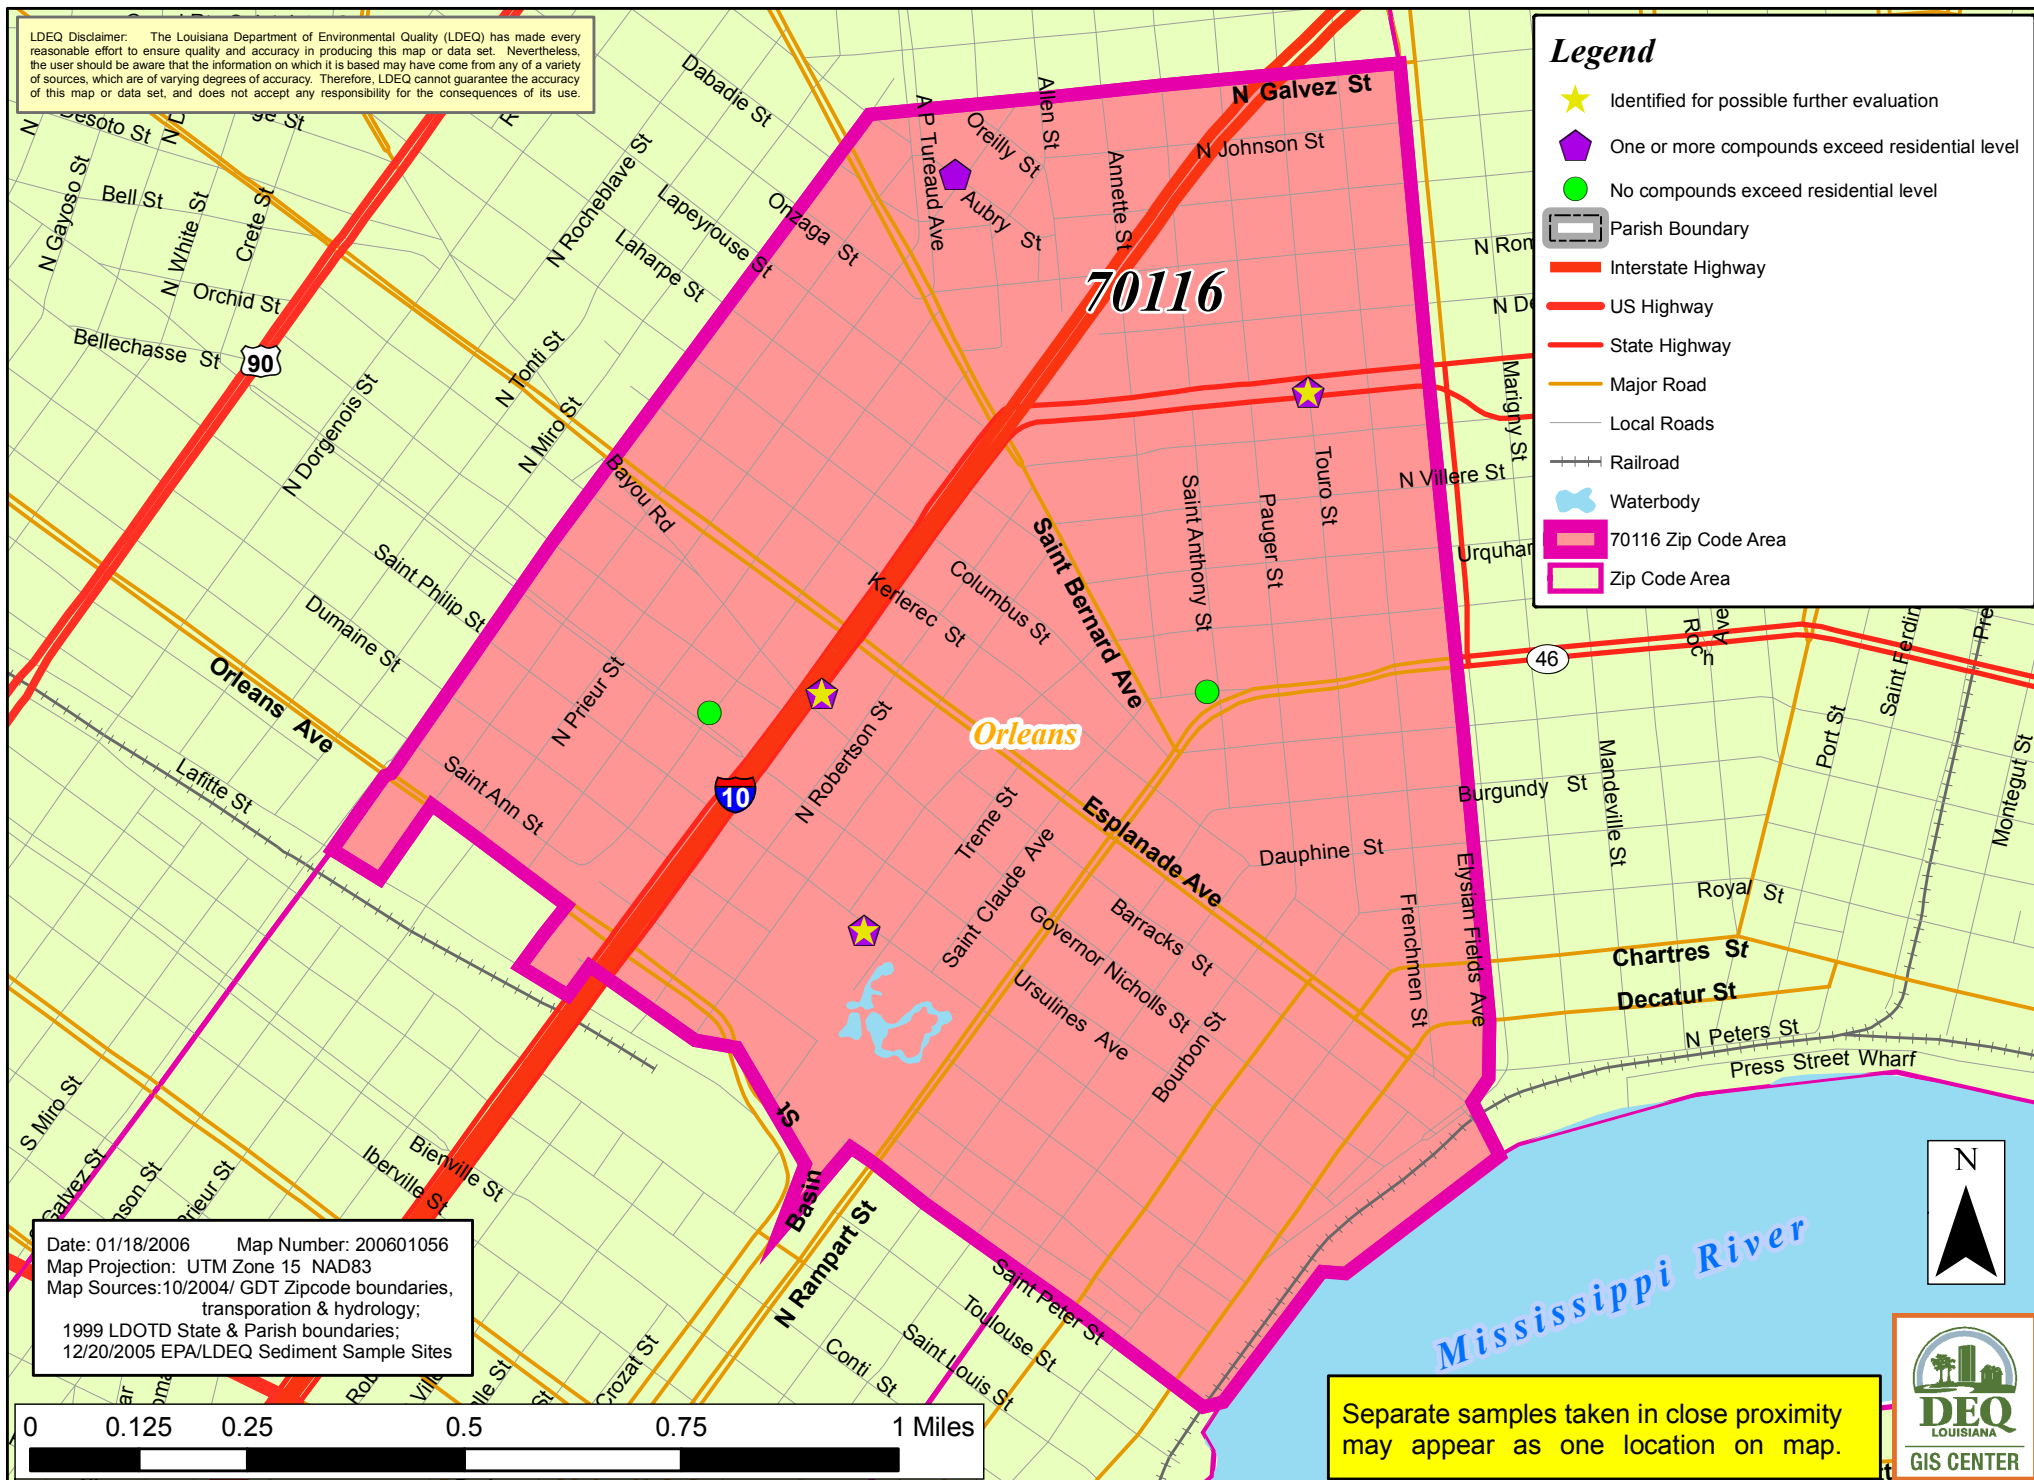 LDEQ Disclaimer: The Louisiana Department of Environmental Quality (LDEQ) has made every
reasonable effort to ensure quality and accuracy in producing this map or data set. Nevertheless,
the user should be aware that the information on which it is based may have come from any of a variety
of sources, which are of varying degrees of accuracy. Therefore, LDEQ cannot guarantee the accuracy
of this map or data set, and does not accept any responsibility for the consequences of its use.
Legend
Identified for possible further evaluation
One or more compounds exceed residential level
No compounds exceed residential level
Parish Boundary
Interstate Highway
US Highway
State Highway
Major Road
Local Roads
Railroad
Waterbody
70116 Zip Code Area
Zip Code Area
Desoto St
Bell St
N Gayoso St
N White St
Crete St
Orchid St
Bellechasse St
90
N Dorgenois St
N Tonti St
N Miro St
N Rocheblave St
Dabadie St
Lapeyrouse St
Laharpe St
Onzaga St
A P Tureaud Ave
Oreilly St
Allen St
Aubry St
Annette St
N Galvez St
N Johnson St
70116
Marigny St
N Villere St
Touro St
Pauger St
Saint Anthony St
Saint Bernard Ave
Columbus St
Kerlerec St
Bayou Rd
Saint Philip St
Dumaine St
Orleans Ave
Lafitte St
N Prieur St
Saint Ann St
10
N Robertson St
Orleans
Treme St
Saint Claude Ave
Esplanade Ave
Governor Nicholls St
Barracks St
Ursulines Ave
Bourbon St
Dauphine St
Frenchmen St
Elysian Fields Ave
46
Burgundy St
Mandeville St
Port St
Montegut St
Royal St
Chartres St
Decatur St
N Peters St
Press Street Wharf
S Miro St
Galvez St
Prieur St
Bienville St
Iberville St
Basin St
N Rampart St
Saint Peter St
Toulouse St
Saint Louis St
Conti St
Crozat St
Mississippi River
N
Date: 01/18/2006 Map Number: 200601056
Map Projection: UTM Zone 15 NAD83
Map Sources:10/2004/ GDT Zipcode boundaries,
transporation & hydrology;
1999 LDOTD State & Parish boundaries;
12/20/2005 EPA/LDEQ Sediment Sample Sites
0 0.125 0.25 0.5 0.75 1 Miles
Separate samples taken in close proximity
may appear as one location on map.
DEQ
LOUISIANA
GIS CENTER